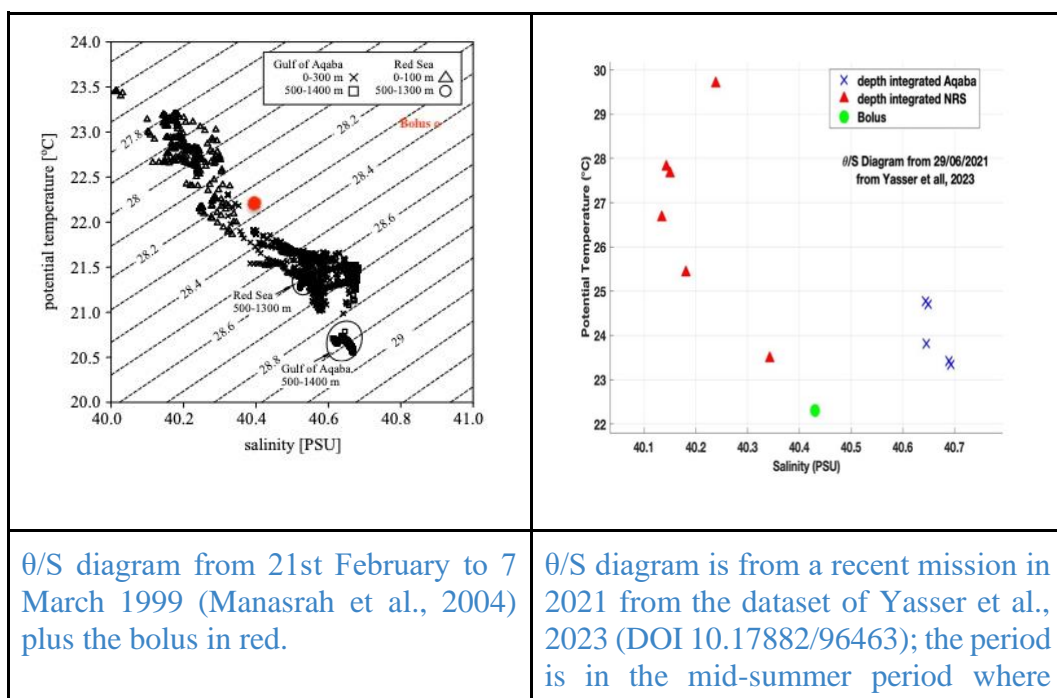 24.0
23.5
23.0
22.5
22.0
21.5
21.0
20.5
20.0
potential temperature [°C]
Gulf of Aqaba Red Sea
0-300 m × 0-100 m △
500-1400 m □ 500-1300 m ○
Bolus
27.8
28
28.2
28.4
28.6
28.8
28.2
28.4
28.6
29
Red Sea
500-1300 m
Gulf of Aqaba
500-1400 m
40.0 40.2 40.4 40.6 40.8 41.0
salinity [PSU]
30
29
28
27
26
25
24
23
22
Potential Temperature (°C)
depth integrated Aqaba
depth integrated NRS
Bolus
θ/S Diagram from 29/06/2021
from Yasser et all, 2023
40.1 40.2 40.3 40.4 40.5 40.6 40.7
Salinity (PSU)
θ/S diagram from 21st February to 7
March 1999 (Manasrah et al., 2004)
plus the bolus in red.
θ/S diagram is from a recent mission in
2021 from the dataset of Yasser et al.,
2023 (DOI 10.17882/96463); the period
is in the mid-summer period where